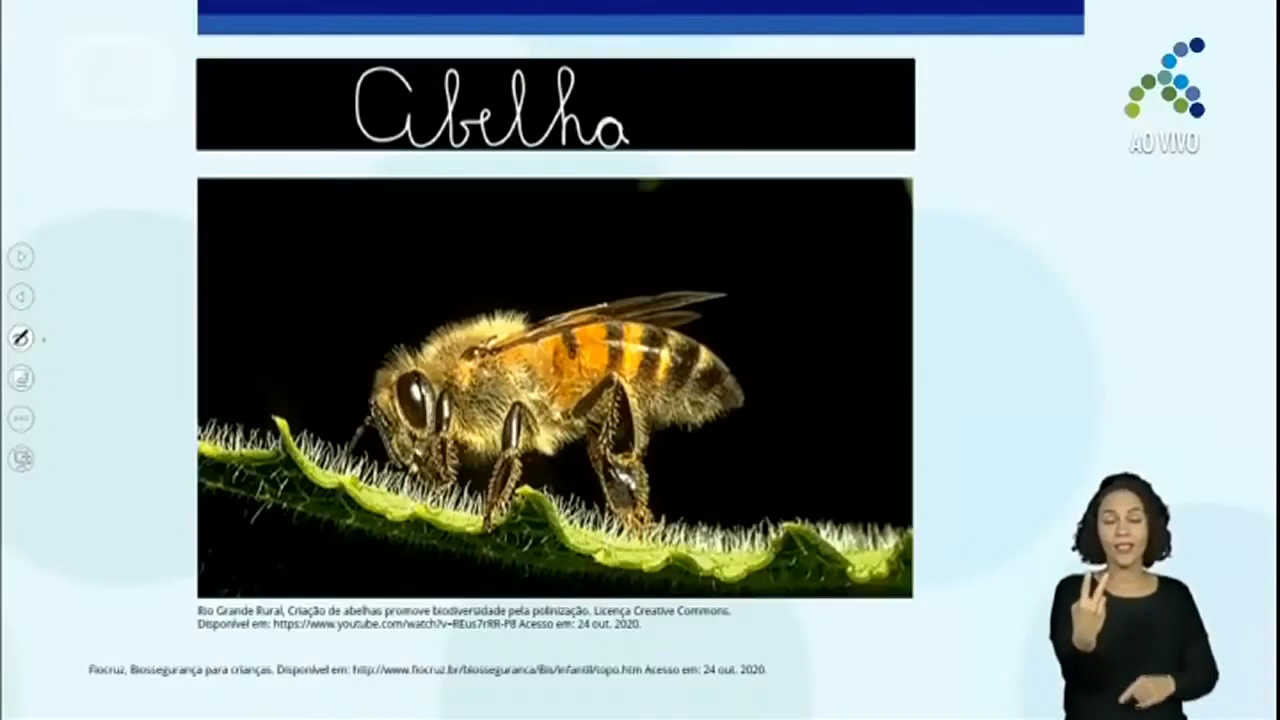 Abelha
AO VIVO
Rio Grande Rural, Criação de abelhas promove biodiversidade pela polinização. Licença Creative Commons.
Disponível em: https://www.youtube.com/watch?v=REus7rRR-P8 Acesso em: 24 out. 2020.
Fiocruz, Biossegurança para crianças. Disponível em: http://www.fiocruz.br/biosseguranca/Bis/infantil/topo.htm Acesso em: 24 out. 2020.